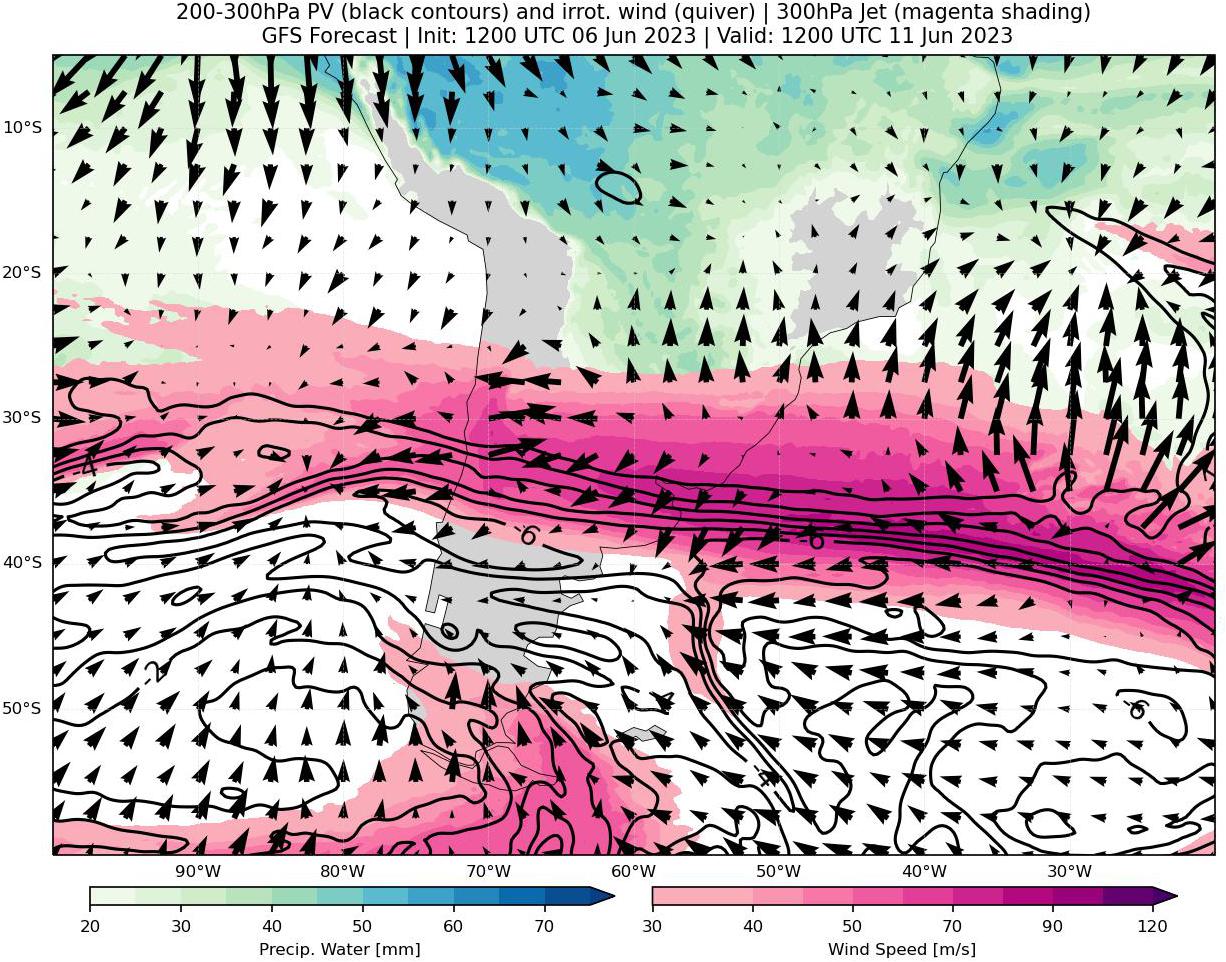 200-300hPa PV (black contours) and irrot. wind (quiver) | 300hPa Jet (magenta shading)
GFS Forecast | Init: 1200 UTC 06 Jun 2023 | Valid: 1200 UTC 11 Jun 2023
10°S
20°S
30°S
-4
-6
-6
40°S
-2
-4
50°S
-6
-4
90°W 80°W 70°W 60°W 50°W 40°W 30°W
20 30 40 50 60 70
30 40 50 70 90 120
Precip. Water [mm]
Wind Speed [m/s]